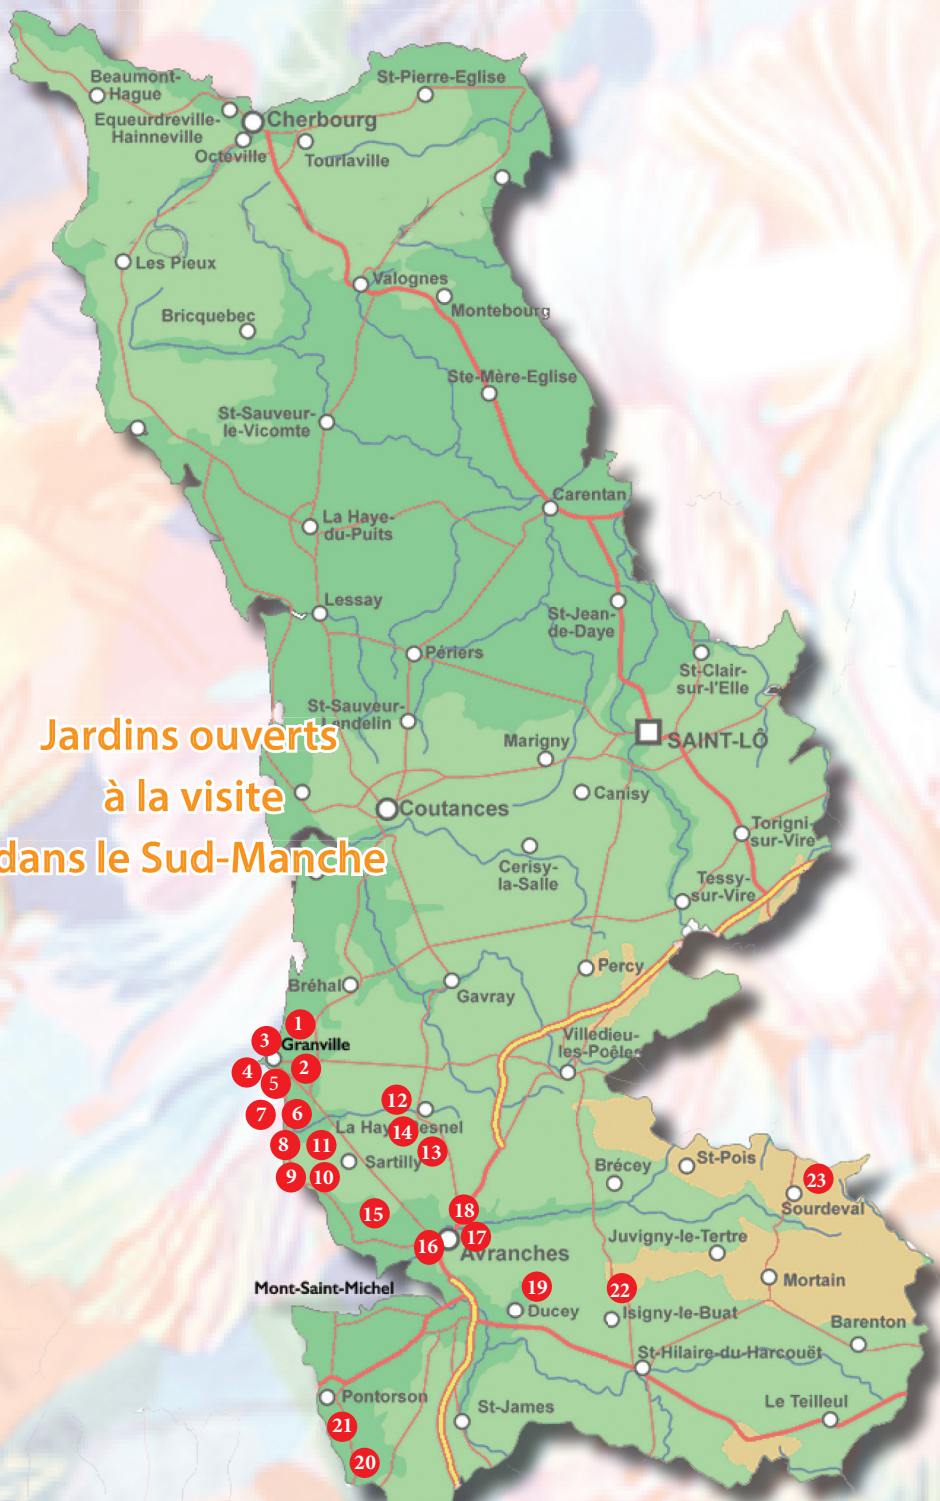 Beaumont-
Hague
St-Pierre-Eglise
Equeurdreville-
Hainneville
Cherbourg
Octeville
Tourlaville
Les Pieux
Valognes
Montebourg
Bricquebec
Ste-Mère-Eglise
St-Sauveur-
le-Vicomte
Carentan
La Haye-
du-Puits
Lessay
St-Jean-
de-Daye
Périers
St-Clair-
sur-l'Elle
St-Sauveur-
Lendelin
Jardins ouverts
à la visite
dans le Sud-Manche
Marigny
SAINT-LÔ
Canisy
Coutances
Torigni-
sur-Vire
Cerisy-
la-Salle
Tessy-
sur-Vire
Percy
Bréhal
Gavray
1
3
Granville
Villedieu-
les-Poêles
2
4
5
12
7
6
La Haye
14
esnel
8
11
13
Sartilly
9
10
Brécey
St-Pois
23
Sourdeval
15
18
17
16
Avranches
Juvigny-le-Tertre
Mont-Saint-Michel
19
22
Mortain
Ducey
Isigny-le-Buat
Barenton
St-Hilaire-du-Harcouët
Pontorson
St-James
Le Teilleul
21
20